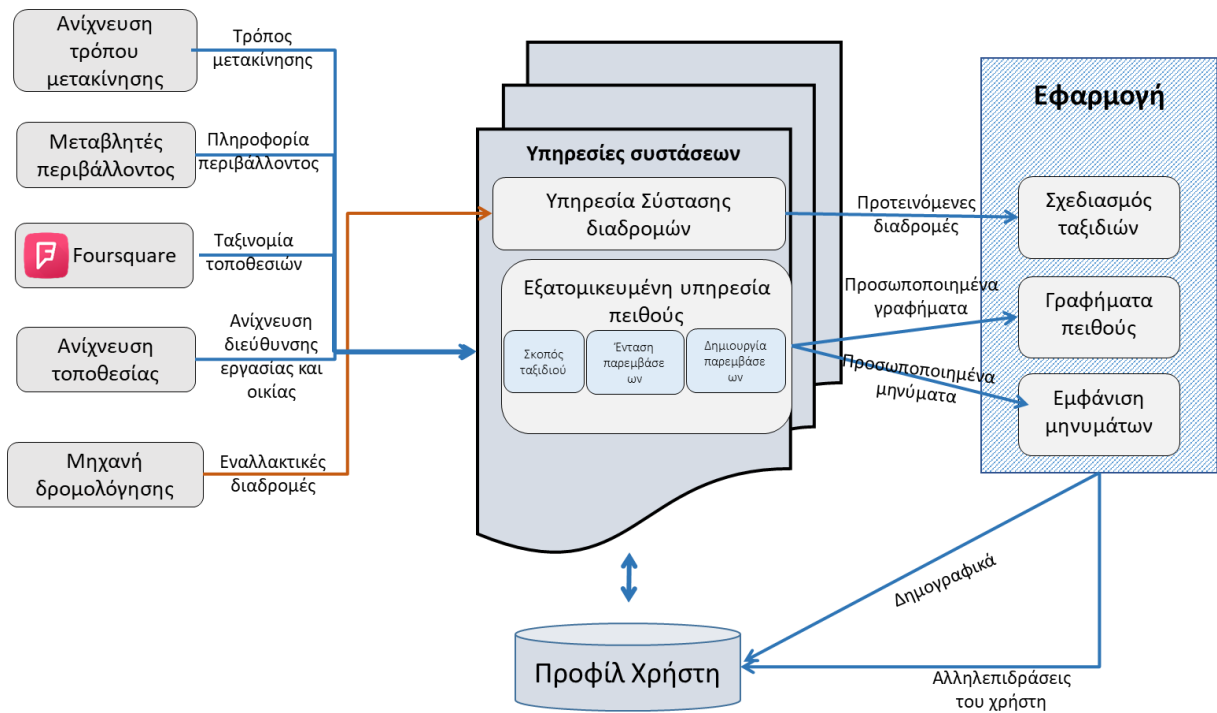 Ανίχνευση
τρόπου
μετακίνησης
Τρόπος
μετακίνησης
Μεταβλητές
περιβάλλοντος
Πληροφορία
περιβάλλοντος
Foursquare
Ταξινομία
τοποθεσιών
Ανίχνευση
τοποθεσίας
Ανίχνευση
διεύθυνσης
εργασίας και
οικίας
Μηχανή
δρομολόγησης
Εναλλακτικές
διαδρομές
Υπηρεσίες συστάσεων
Υπηρεσία Σύστασης
διαδρομών
Εξατομικευμένη υπηρεσία
πειθούς
Σκοπός
ταξιδιού
Ένταση
παρεμβάσε
ων
Δημιουργία
παρεμβάσε
ων
Προτεινόμενες
διαδρομές
Προσωποποιημένα
γραφήματα
Προσωποποιημένα
μηνύματα
Εφαρμογή
Σχεδιασμός
ταξιδιών
Γραφήματα
πειθούς
Εμφάνιση
μηνυμάτων
Δημογραφικά
Αλληλεπιδράσεις
του χρήστη
Προφίλ Χρήστη